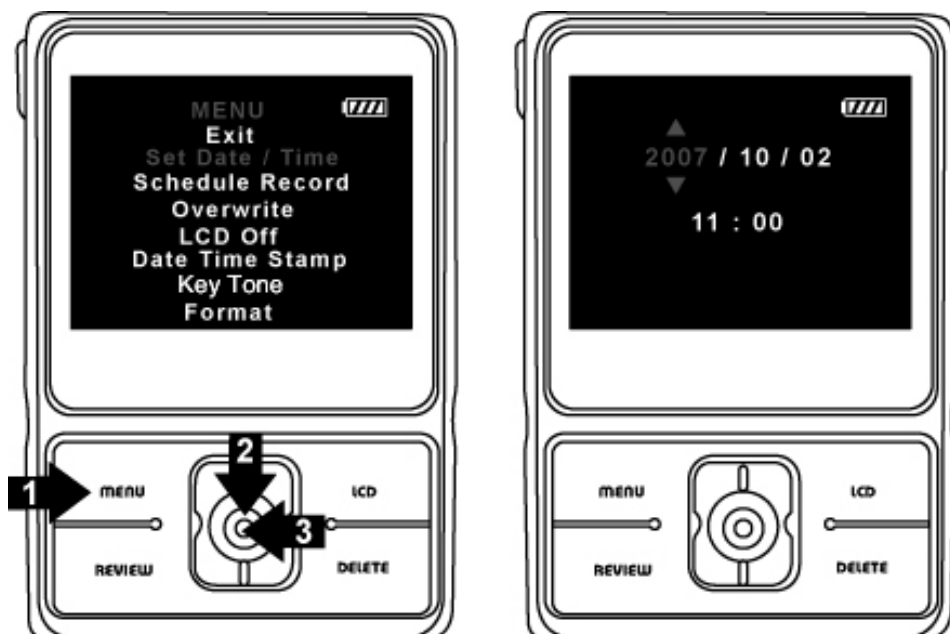 MENU
Exit
Set Date / Time
Schedule Record
Overwrite
LCD Off
Date Time Stamp
Key Tone
Format
1
MENU
2
LCD
3
REVIEW
DELETE
2007 / 10 / 02
11 : 00
MENU
LCD
REVIEW
DELETE